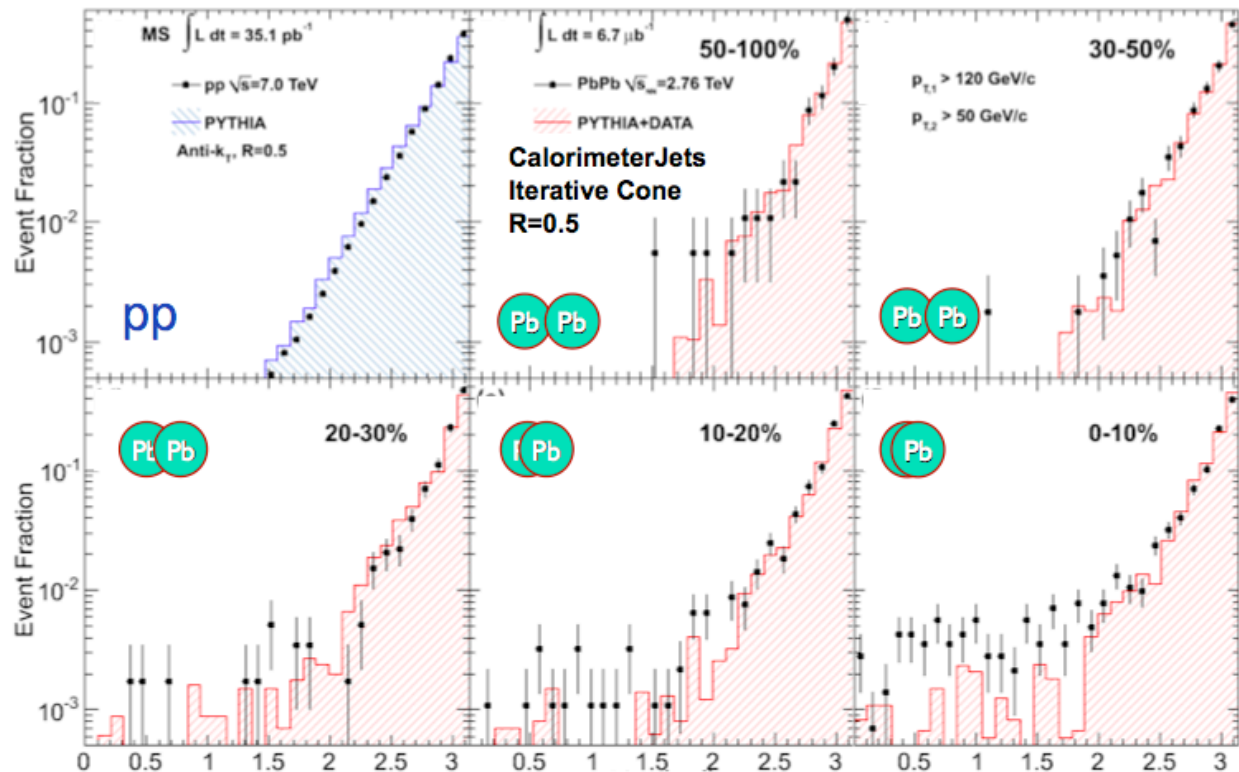 MS ∫L dt = 35.1 pb⁻¹
pp √s=7.0 TeV
PYTHIA
Anti-k_T, R=0.5
pp
Event Fraction
10⁻¹
10⁻²
10⁻³
∫L dt = 6.7 μb⁻¹
50-100%
PbPb √s_NN=2.76 TeV
PYTHIA+DATA
CalorimeterJets
Iterative Cone
R=0.5
Pb Pb
30-50%
p_T,1 > 120 GeV/c
p_T,2 > 50 GeV/c
Pb Pb
Pb Pb
20-30%
Event Fraction
10⁻¹
10⁻²
10⁻³
0 0.5 1 1.5 2 2.5 3
Pb
10-20%
0.5 1 1.5 2 2.5 3
Pb
0-10%
0.5 1 1.5 2 2.5 3